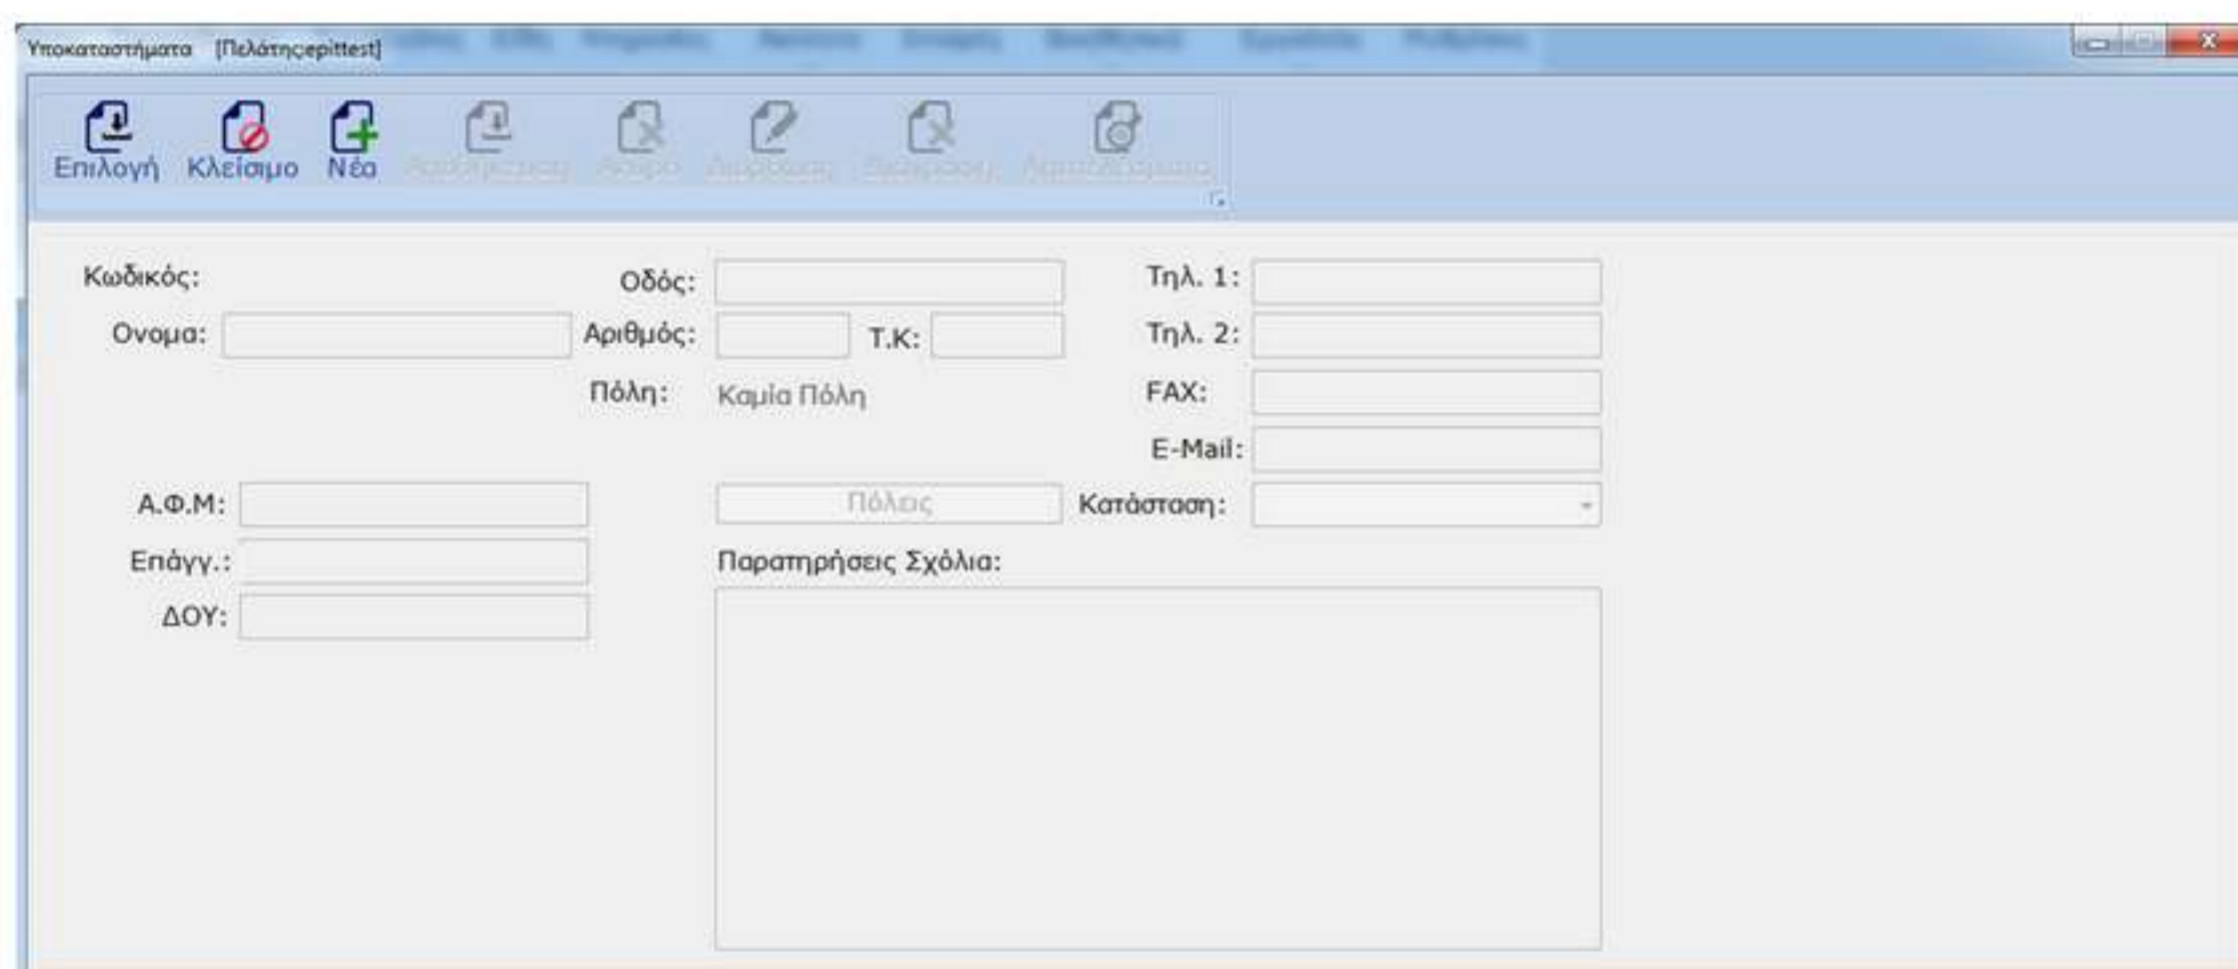 Υποκαταστήματα [Πελάτης:epittest]
Επιλογή Κλείσιμο Νέα
Κωδικός: Οδός: Τηλ. 1:
Ονομα: Αριθμός: Τ.Κ: Τηλ. 2:
Πόλη: Καμία Πόλη FAX:
E-Mail:
Α.Φ.Μ: Πόλεις Κατάσταση:
Επάγγ.: Παρατηρήσεις Σχόλια:
ΔΟΥ: